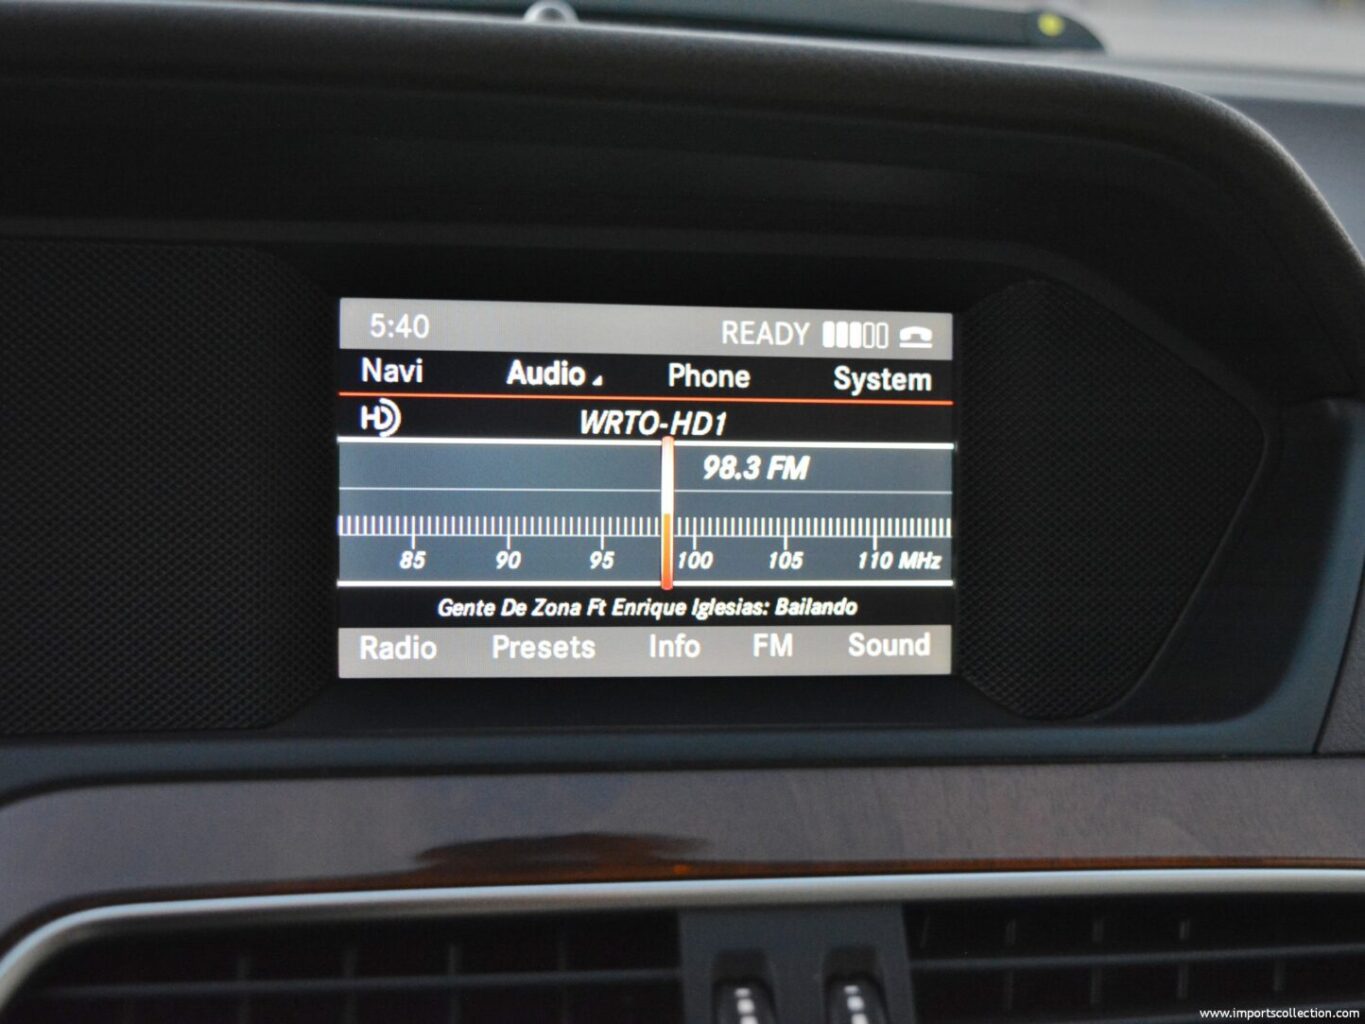 5:40 READY
Navi Audio Phone System
HD WRTO-HD1
98.3 FM
85 90 95 100 105 110 MHz
Gente De Zona Ft Enrique Iglesias: Bailando
Radio Presets Info FM Sound
www.importscollection.com